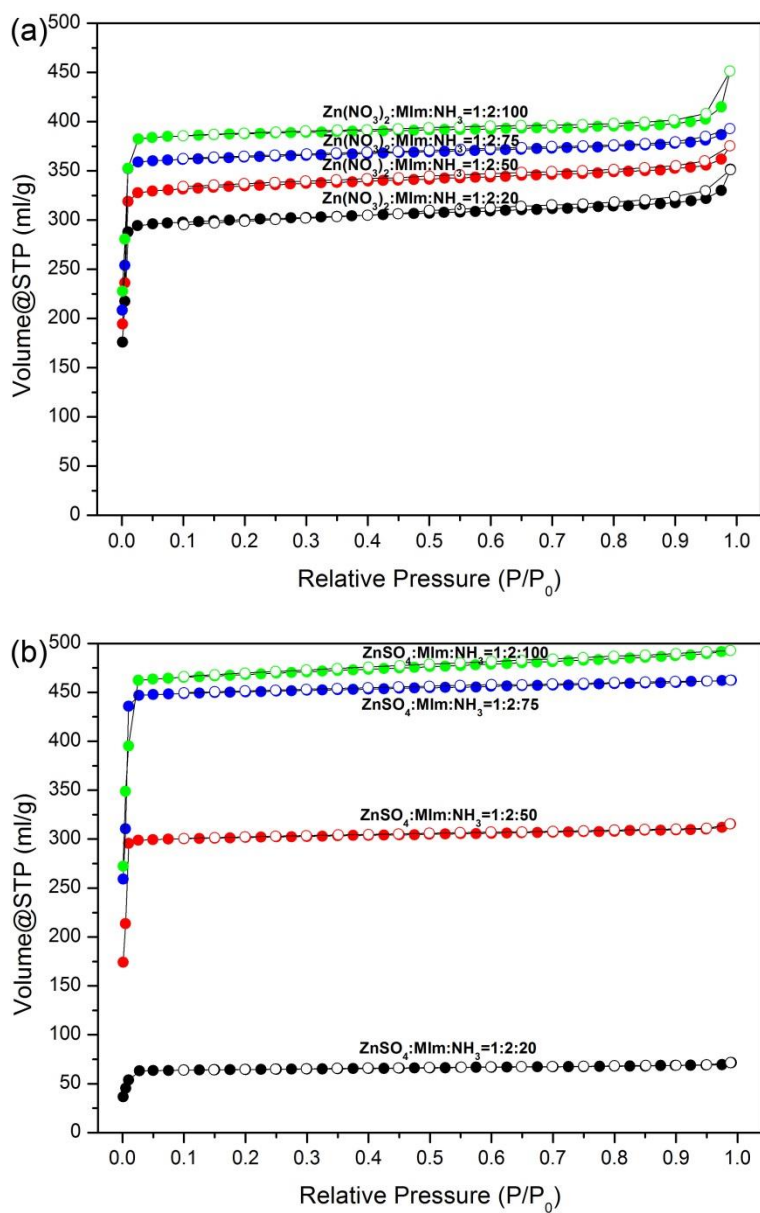 (a)
500
450
400
350
300
250
200
150
100
50
0
Volume@STP (ml/g)
Zn(NO₃)₂:MIm:NH₃=1:2:100
Zn(NO₃)₂:MIm:NH₃=1:2:75
Zn(NO₃)₂:MIm:NH₃=1:2:50
Zn(NO₃)₂:MIm:NH₃=1:2:20
0.0 0.1 0.2 0.3 0.4 0.5 0.6 0.7 0.8 0.9 1.0
Relative Pressure (P/P₀)
(b)
500
450
400
350
300
250
200
150
100
50
0
Volume@STP (ml/g)
ZnSO₄:MIm:NH₃=1:2:100
ZnSO₄:MIm:NH₃=1:2:75
ZnSO₄:MIm:NH₃=1:2:50
ZnSO₄:MIm:NH₃=1:2:20
0.0 0.1 0.2 0.3 0.4 0.5 0.6 0.7 0.8 0.9 1.0
Relative Pressure (P/P₀)